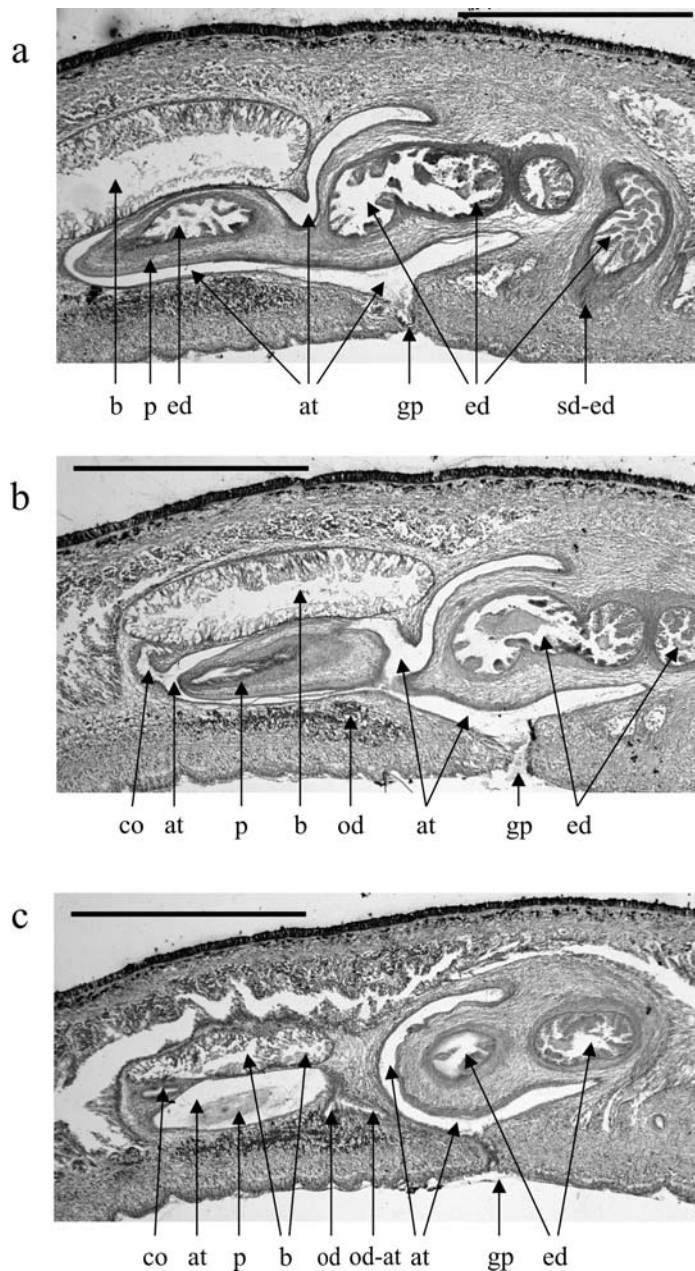 a
b p ed at gp ed sd-ed
b
co at p b od at gp ed
c
co at p b od od-at at gp ed